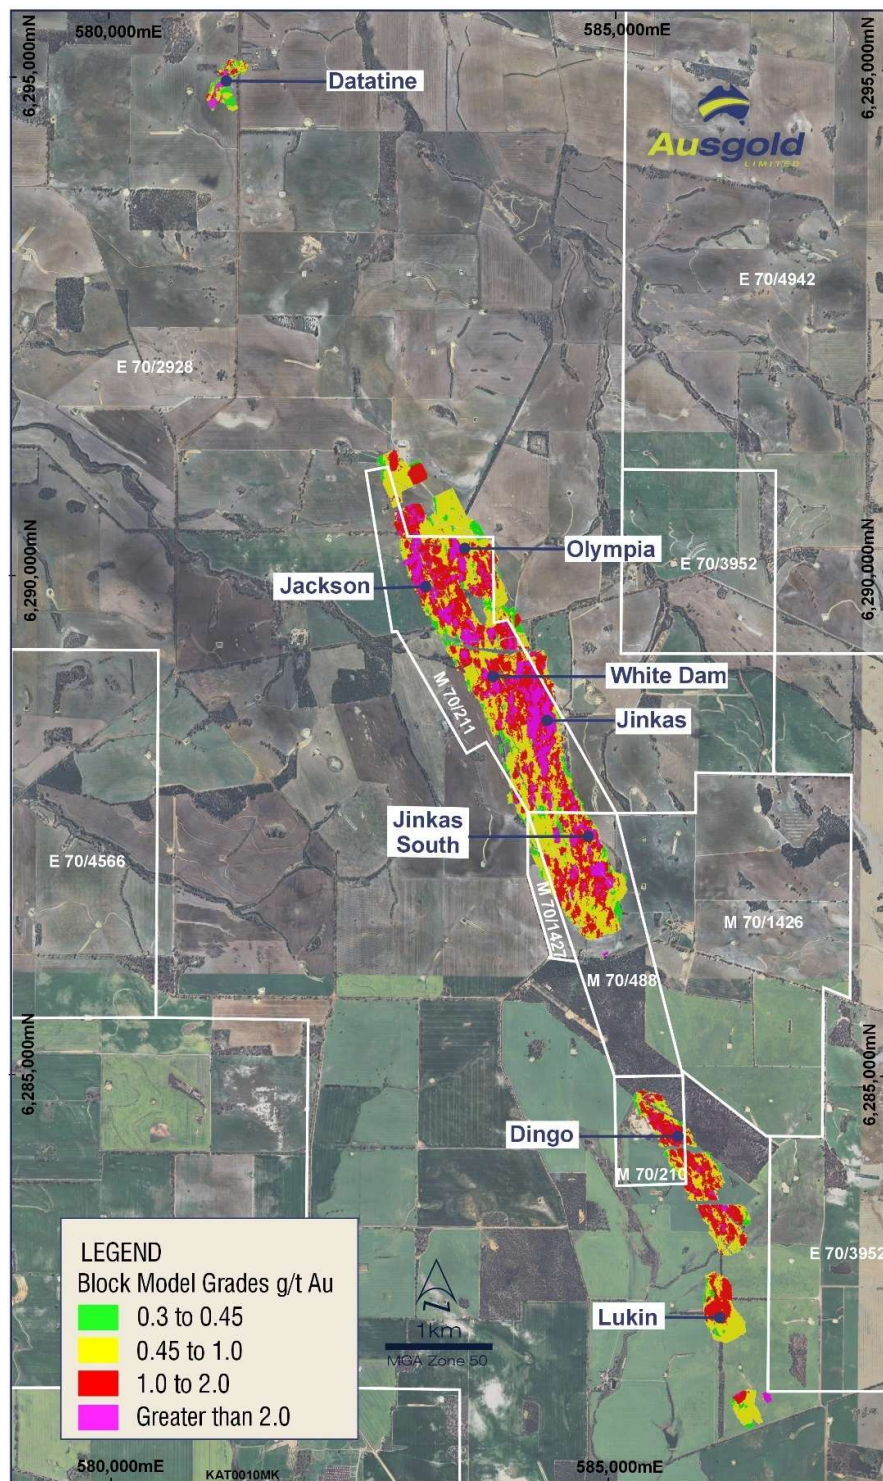 580,000mE
585,000mE
6,295,000mN
6,295,000mN
Datatine
Ausgold
LIMITED
E 70/4942
E 70/2928
Olympia
E 70/3952
6,290,000mN
6,290,000mN
Jackson
White Dam
M 70/211
Jinkas
Jinkas
South
E 70/4566
M 70/1427
M 70/1426
M 70/488
6,285,000mN
6,285,000mN
Dingo
M 70/210
E 70/3952
LEGEND
Block Model Grades g/t Au
0.3 to 0.45
0.45 to 1.0
1.0 to 2.0
Greater than 2.0
N
1km
MGA Zone 50
Lukin
580,000mE
KAT0010MK
585,000mE